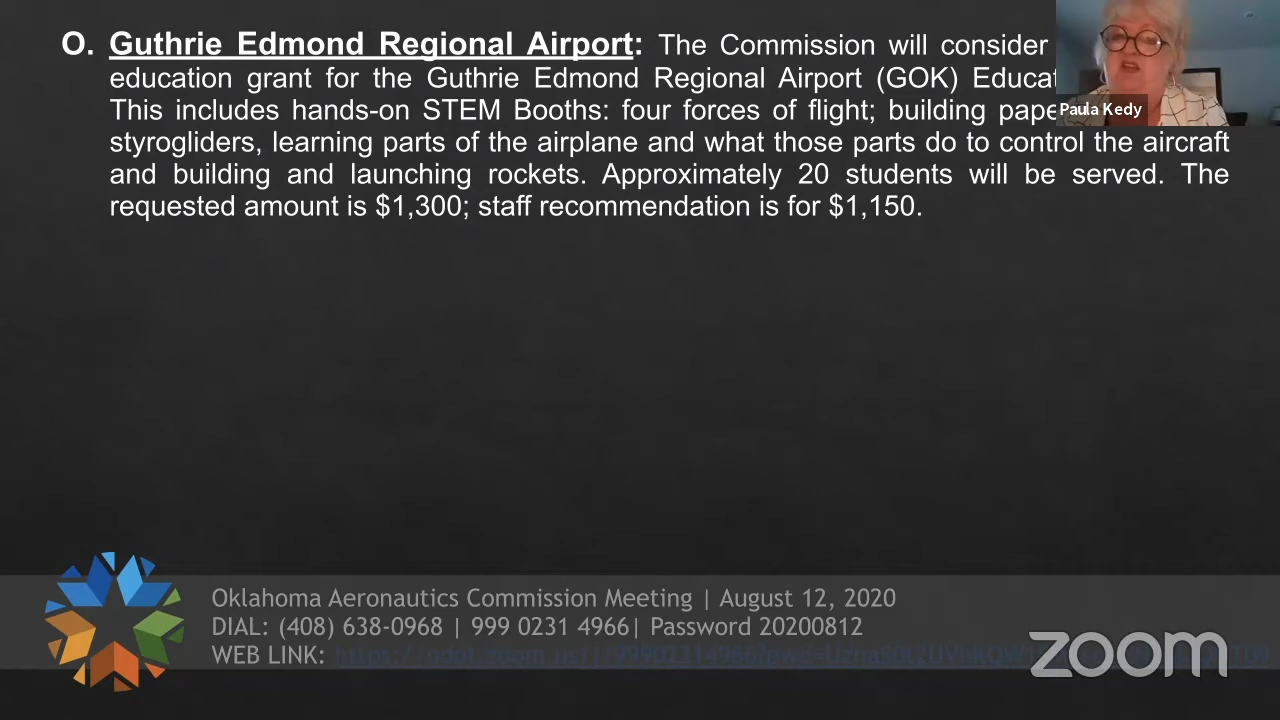 O. Guthrie Edmond Regional Airport: The Commission will consider
education grant for the Guthrie Edmond Regional Airport (GOK)
This includes hands-on STEM Booths: four forces of flight; building
styrogliders, learning parts of the airplane and what those parts do to control the aircraft
and building and launching rockets. Approximately 20 students will be served. The
requested amount is $1,300; staff recommendation is for $1,150.
Paula Kedy
Oklahoma Aeronautics Commission Meeting | August 12, 2020
DIAL: (408) 638-0968 | 999 0231 4966| Password 20200812
WEB LINK:
zoom